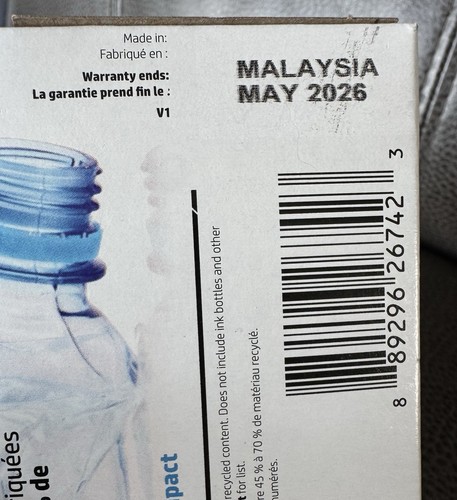 Made in:
Fabriqué en :
MALAYSIA
Warranty ends:
La garantie prend fin le :
MAY 2026
V1
8 89296 26742 3
recycled content. Does not include ink bottles and other
t for list.
re 45 % à 70 % de matériau recyclé.
numérés.
pact
iquées
de